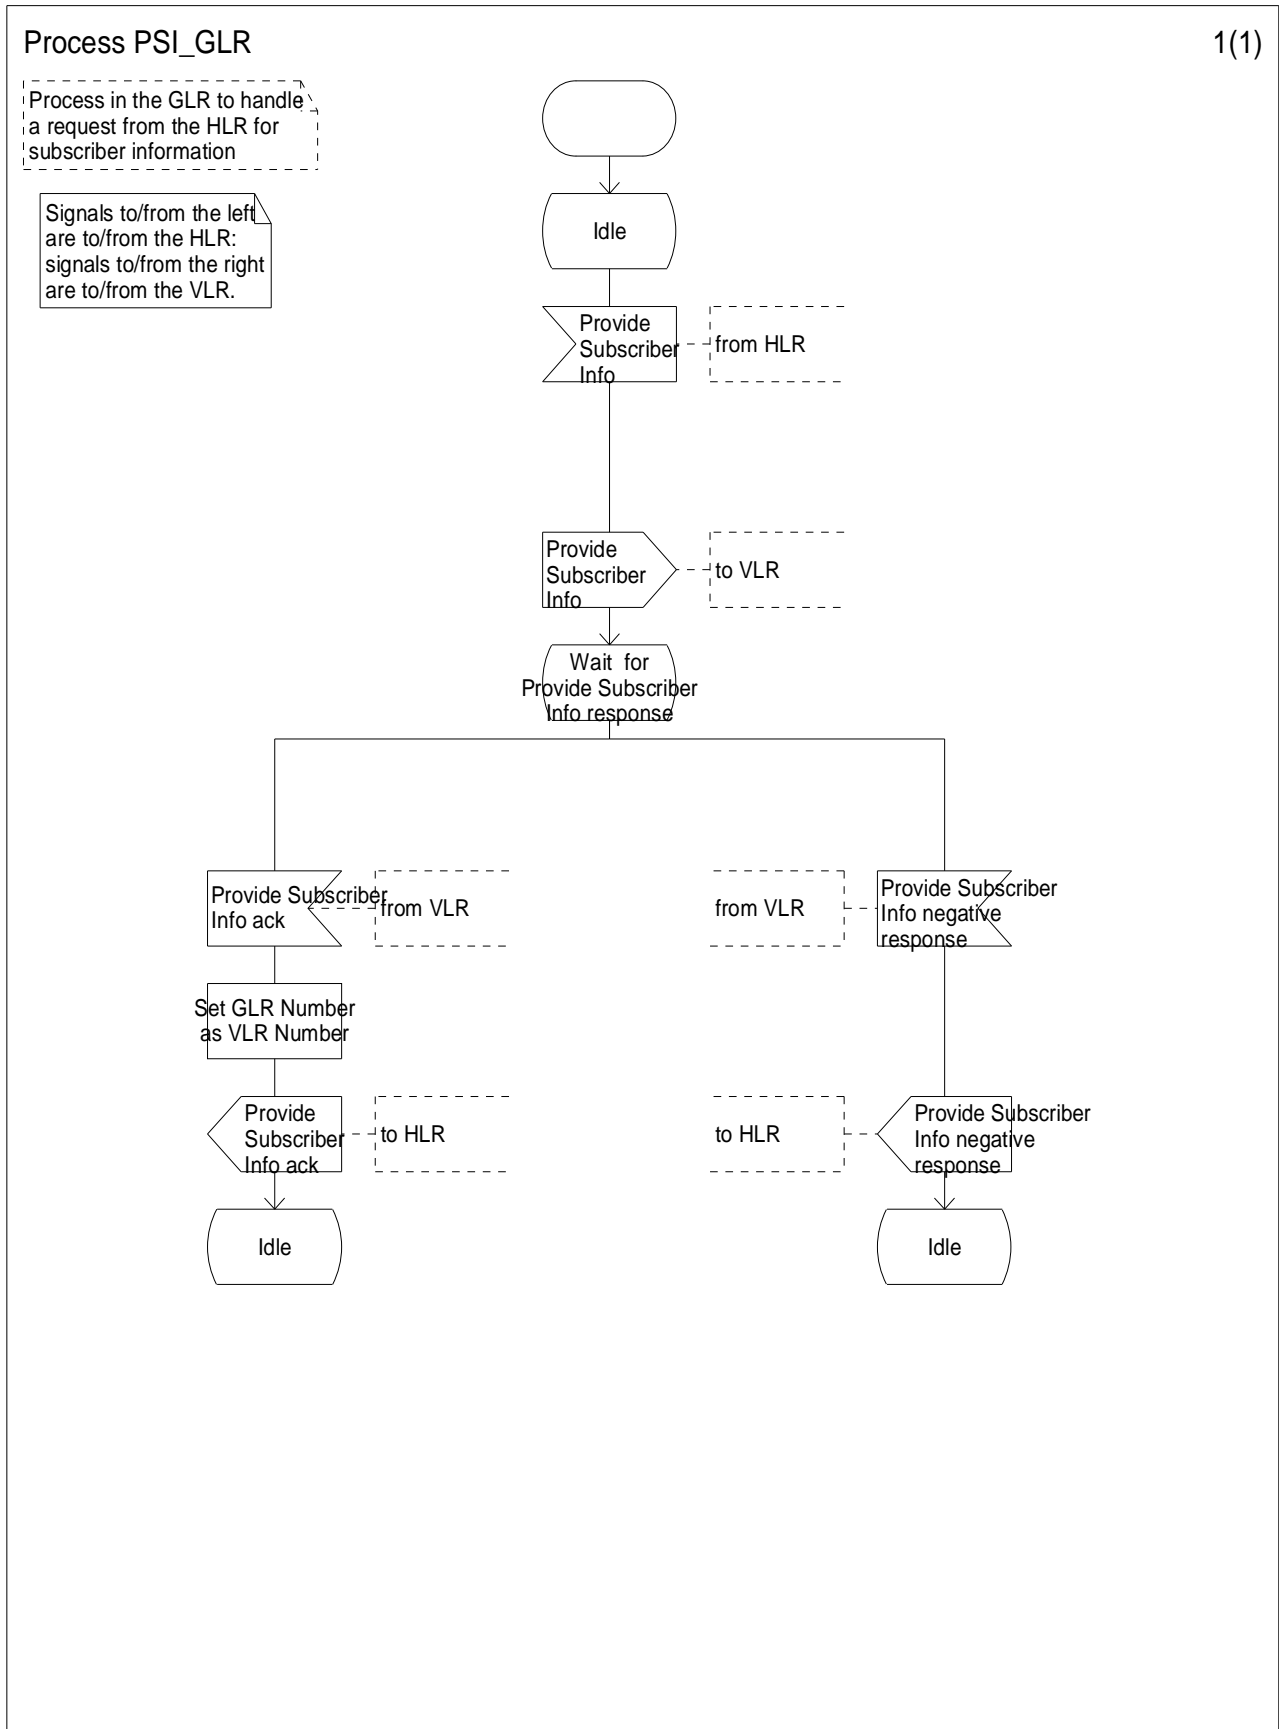 Process PSI_GLR
1(1)
Process in the GLR to handle
a request from the HLR for
subscriber information
Signals to/from the left
are to/from the HLR:
signals to/from the right
are to/from the VLR.
Idle
Provide
Subscriber
Info
from HLR
Provide
Subscriber
Info
to VLR
Wait for
Provide Subscriber
Info response
Provide Subscriber
Info ack
from VLR
from VLR
Provide Subscriber
Info negative
response
Set GLR Number
as VLR Number
Provide
Subscriber
Info ack
to HLR
to HLR
Provide Subscriber
Info negative
response
Idle
Idle